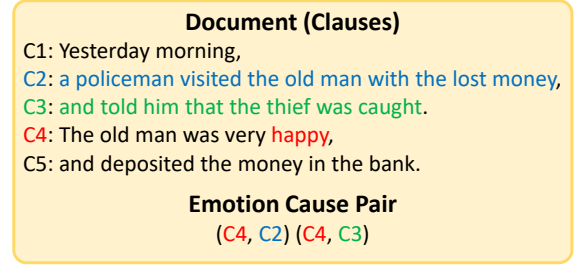 Document (Clauses)
C1: Yesterday morning,
C2: a policeman visited the old man with the lost money,
C3: and told him that the thief was caught.
C4: The old man was very happy,
C5: and deposited the money in the bank.
Emotion Cause Pair
(C4, C2) (C4, C3)